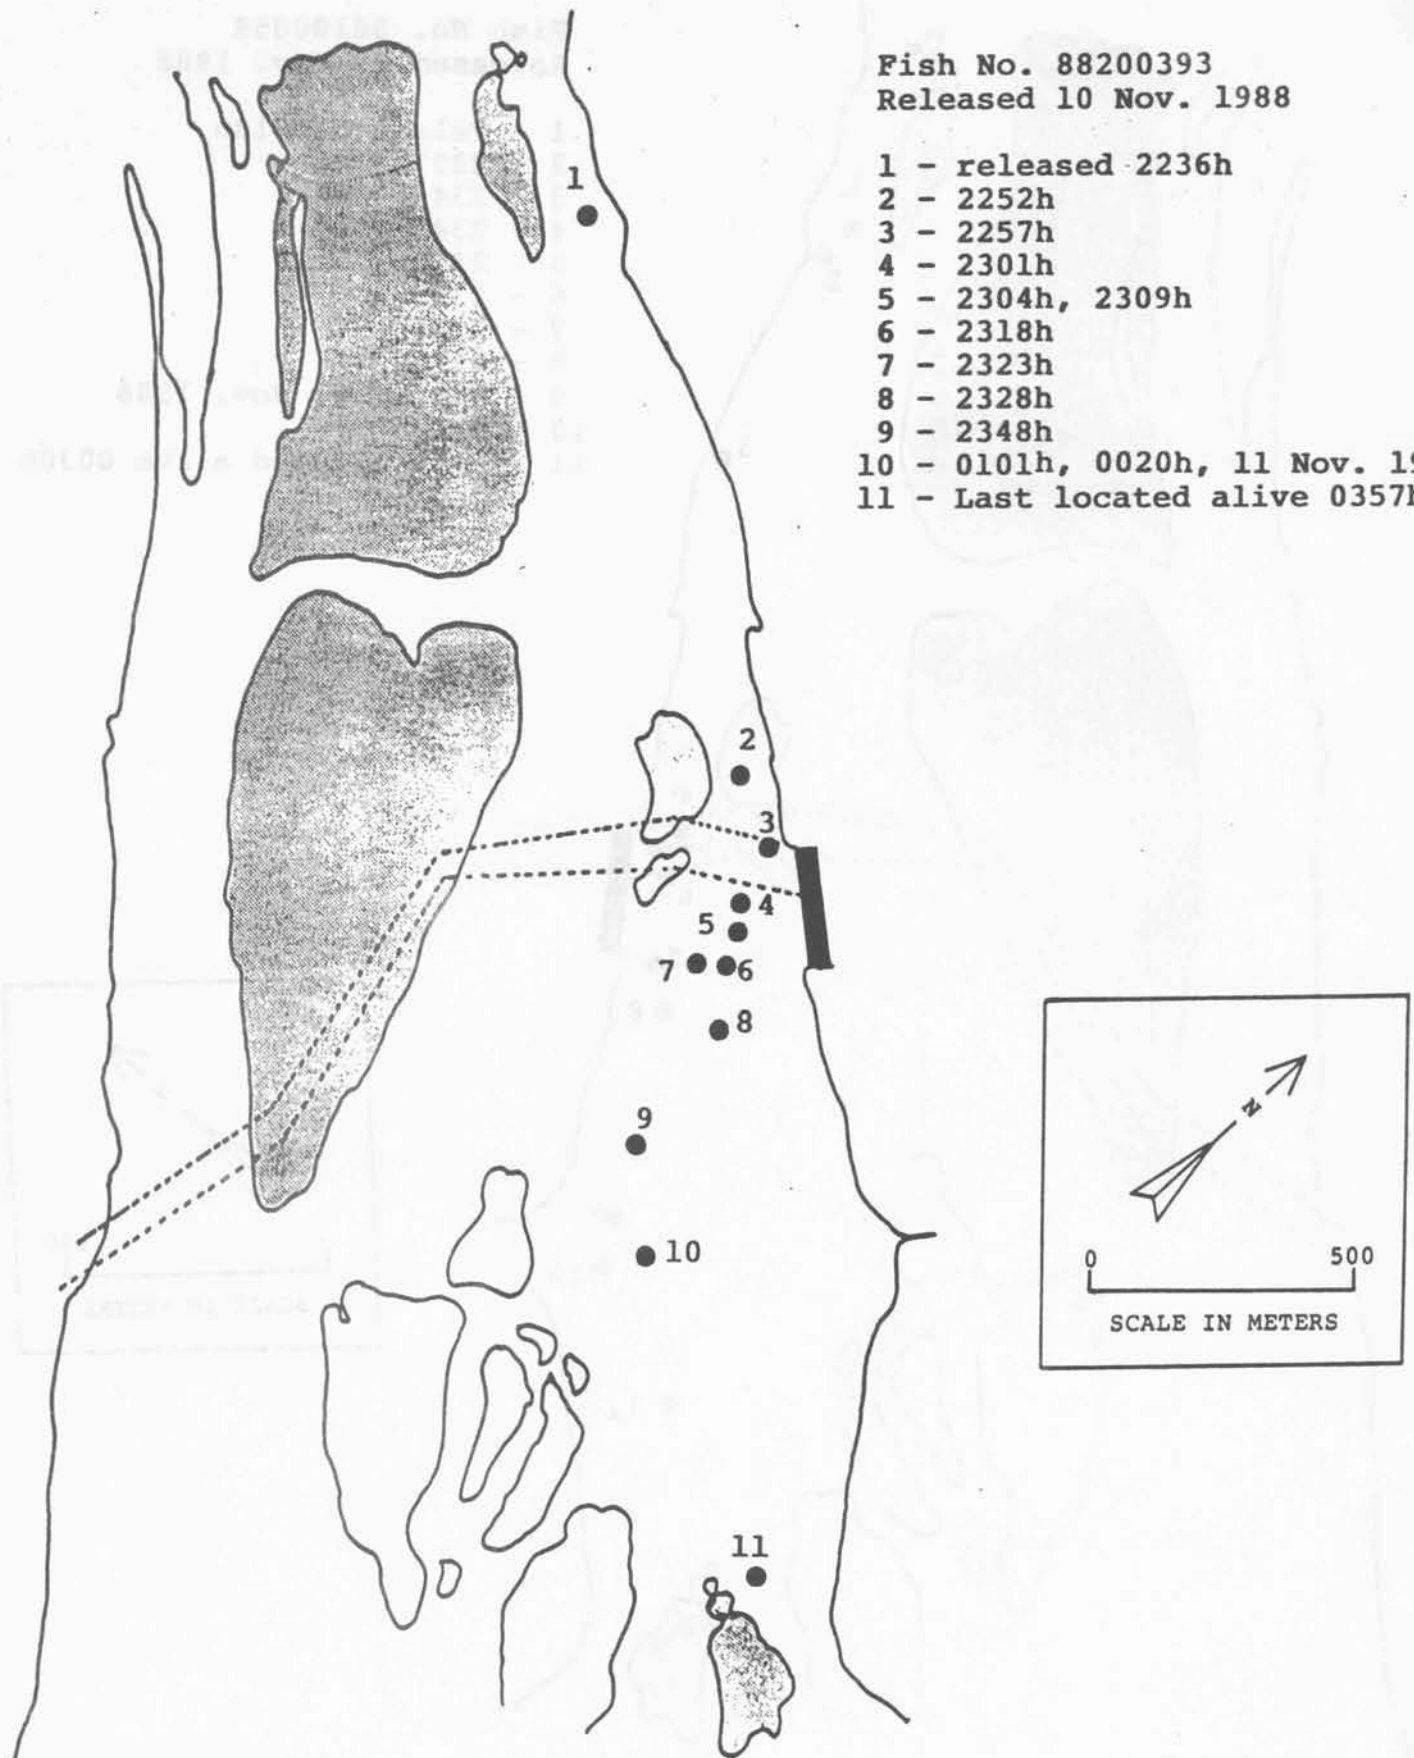 Fish No. 88200393
Released 10 Nov. 1988
1 - released 2236h
2 - 2252h
3 - 2257h
4 - 2301h
5 - 2304h, 2309h
6 - 2318h
7 - 2323h
8 - 2328h
9 - 2348h
10 - 0101h, 0020h, 11 Nov. 19
11 - Last located alive 0357h
1
2
3
4
5
7
6
8
9
10
11
N
0 500
SCALE IN METERS